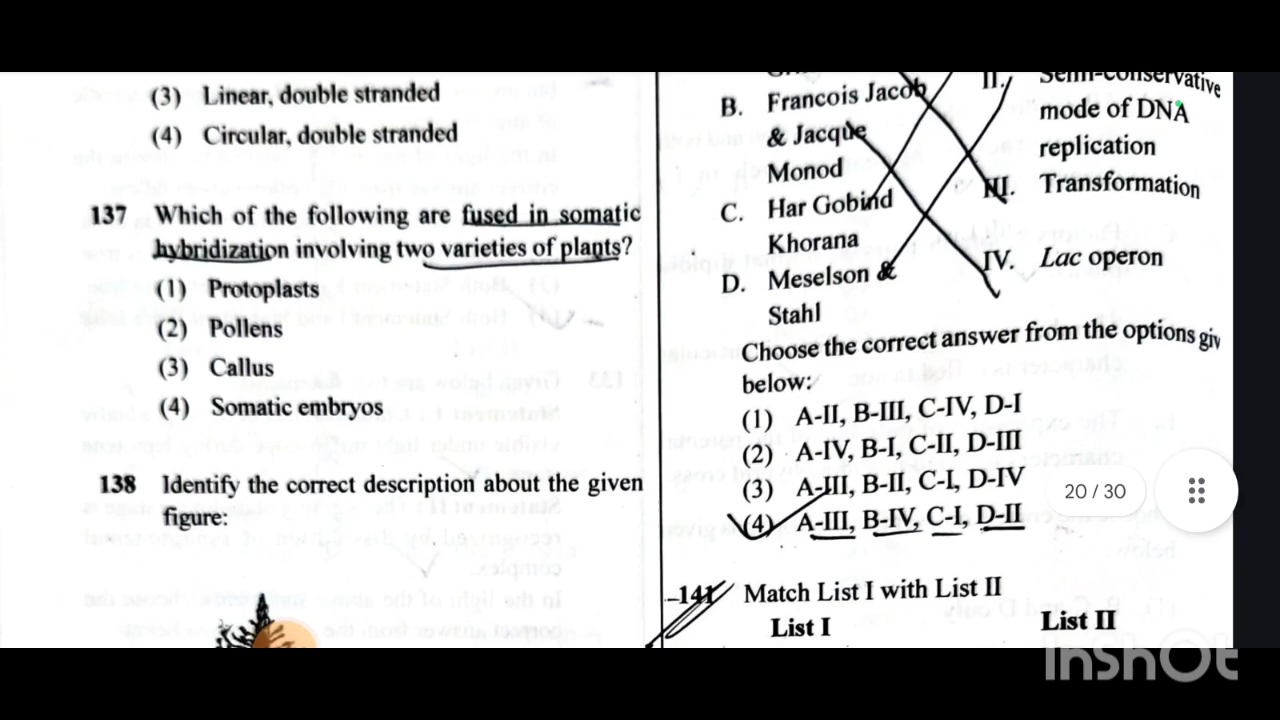 (3) Linear, double stranded
(4) Circular, double stranded
137 Which of the following are fused in somatic
hybridization involving two varieties of plants?
(1) Protoplasts
(2) Pollens
(3) Callus
(4) Somatic embryos
138 Identify the correct description about the given
figure:
II. Semi-conservative
mode of DNA
replication
B. Francois Jacob
& Jacque
Monod
III. Transformation
C. Har Gobind
Khorana
IV. Lac operon
D. Meselson &
Stahl
Choose the correct answer from the options giv
below:
(1) A-II, B-III, C-IV, D-I
(2) A-IV, B-I, C-II, D-III
(3) A-III, B-II, C-I, D-IV
(4) A-III, B-IV, C-I, D-II
20 / 30
141 Match List I with List II
List I List II
InShOt